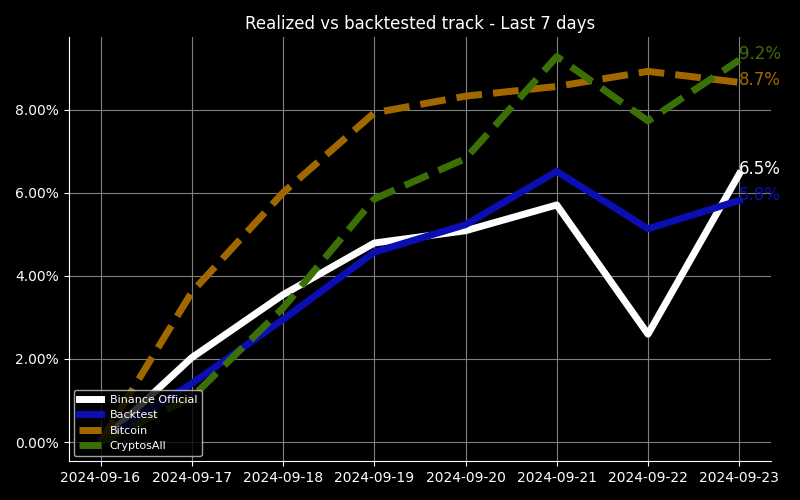 Realized vs backtested track - Last 7 days
9.2%
8.7%
8.00%
6.5%
6.00%
5.8%
4.00%
2.00%
0.00%
Binance Official
Backtest
Bitcoin
CryptosAll
2024-09-16 2024-09-17 2024-09-18 2024-09-19 2024-09-20 2024-09-21 2024-09-22 2024-09-23